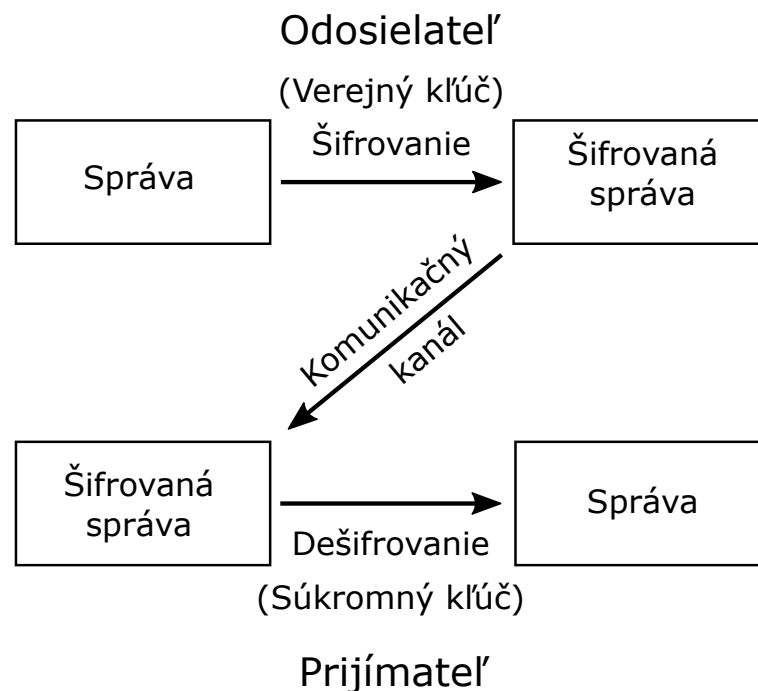 Odosielateľ
(Verejný kľúč)
Správa
Šifrovanie
Šifrovaná
správa
Komunikačný
kanál
Šifrovaná
správa
Dešifrovanie
(Súkromný kľúč)
Správa
Prijímateľ